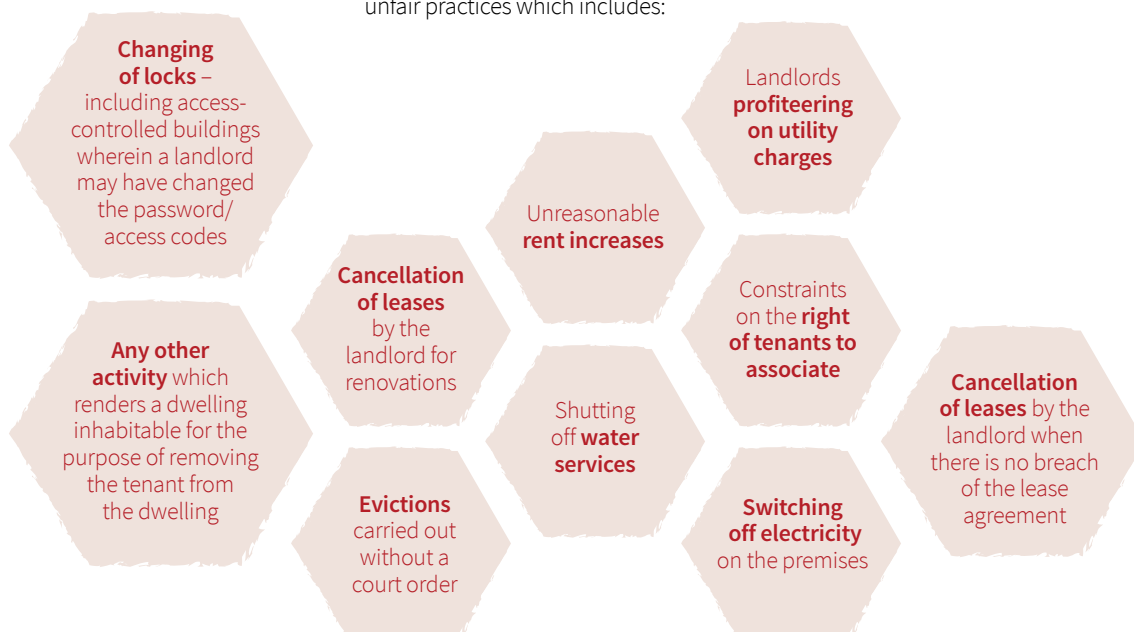 unfair practices which includes:
Changing
of locks –
including access-
controlled buildings
wherein a landlord
may have changed
the password/
access codes
Any other
activity which
renders a dwelling
inhabitable for the
purpose of removing
the tenant from
the dwelling
Cancellation
of leases
by the
landlord for
renovations
Evictions
carried out
without a
court order
Unreasonable
rent increases
Shutting
off water
services
Landlords
profiteering
on utility
charges
Constraints
on the right
of tenants to
associate
Switching
off electricity
on the premises
Cancellation
of leases by the
landlord when
there is no breach
of the lease
agreement